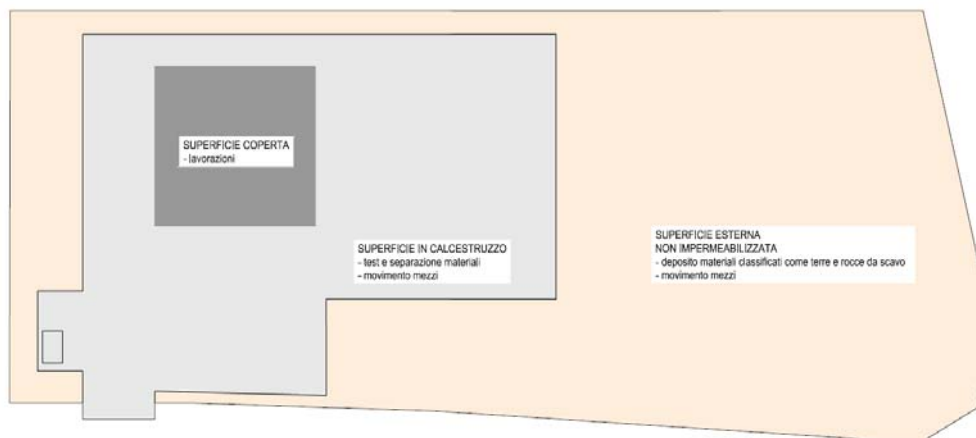 SUPERFICIE COPERTA
- lavorazioni
SUPERFICIE IN CALCESTRUZZO
- test e separazione materiali
- movimento mezzi
SUPERFICIE ESTERNA
NON IMPERMEABILIZZATA
- deposito materiali classificati come terre e rocce da scavo
- movimento mezzi